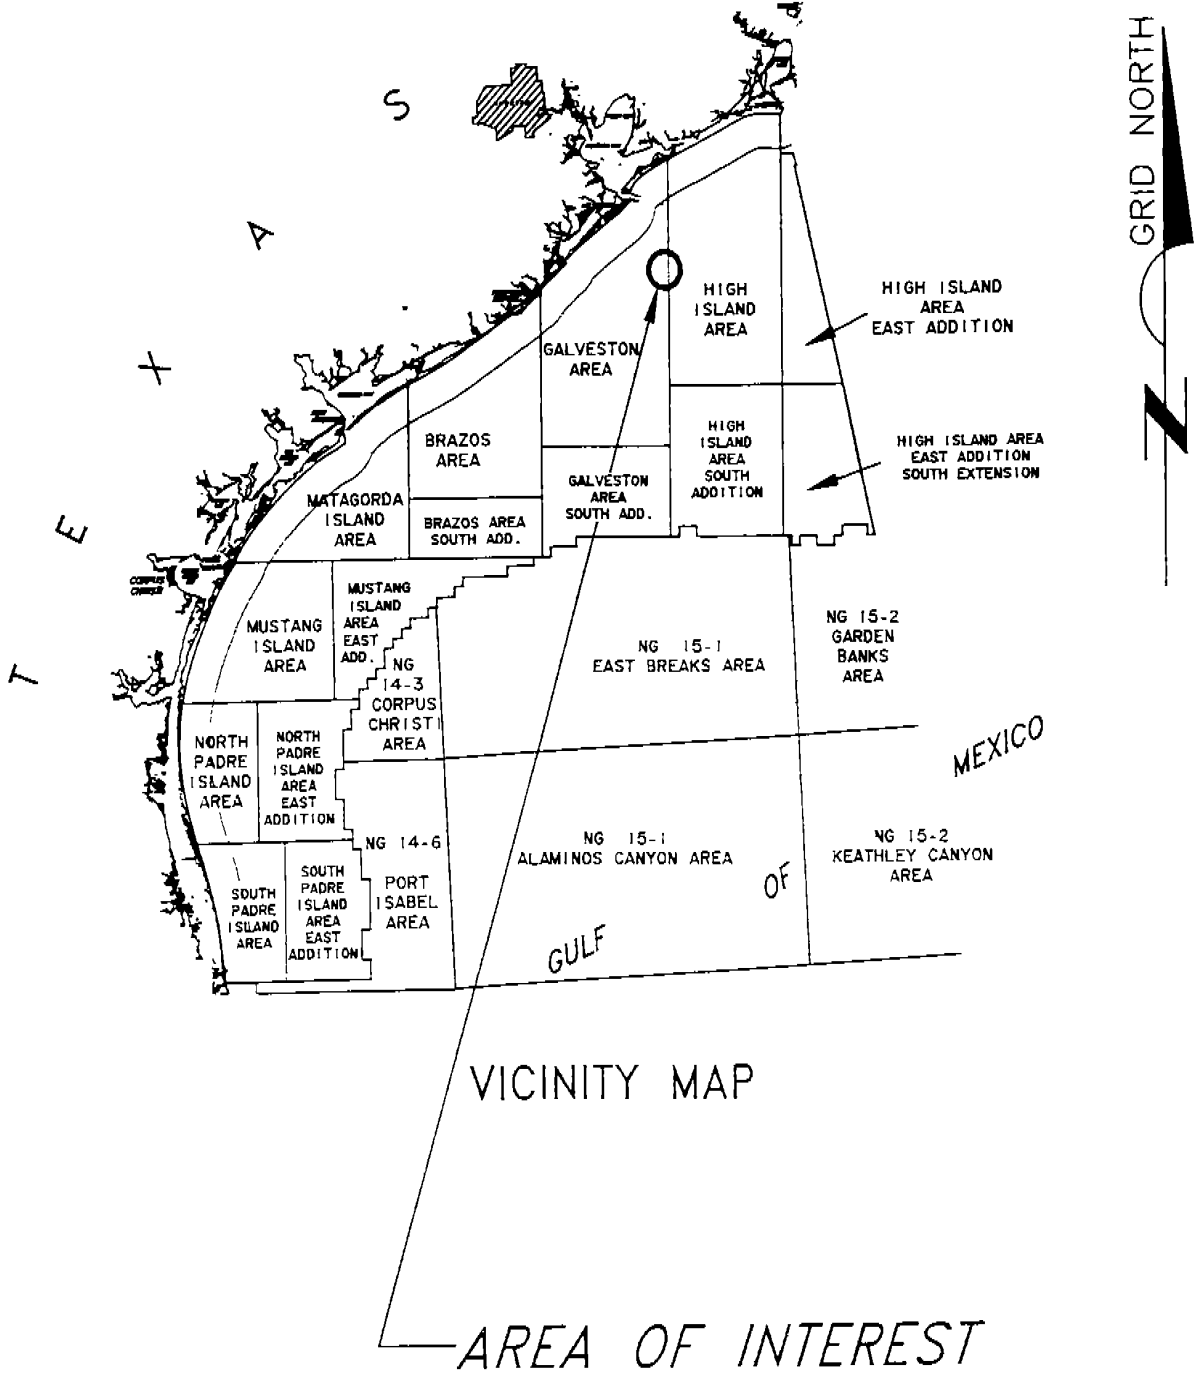 T E X A S
GRID NORTH
N
HIGH
ISLAND
AREA
HIGH ISLAND
AREA
EAST ADDITION
GALVESTON
AREA
HIGH
ISLAND
AREA
SOUTH
ADDITION
HIGH ISLAND AREA
EAST ADDITION
SOUTH EXTENSION
BRAZOS
AREA
GALVESTON
AREA
SOUTH ADD.
MATAGORDA
ISLAND
AREA
BRAZOS AREA
SOUTH ADD.
CORPUS
CHRISTI
MUSTANG
ISLAND
AREA
MUSTANG
ISLAND
AREA
EAST
ADD.
NG
14-3
CORPUS
CHRISTI
AREA
NG 15-1
EAST BREAKS AREA
NG 15-2
GARDEN
BANKS
AREA
NORTH
PADRE
ISLAND
AREA
NORTH
PADRE
ISLAND
AREA
EAST
ADDITION
NG 14-6
PORT
ISABEL
AREA
NG 15-1
ALAMINOS CANYON AREA
NG 15-2
KEATHLEY CANYON
AREA
SOUTH
PADRE
ISLAND
AREA
SOUTH
PADRE
ISLAND
AREA
EAST
ADDITION
GULF OF MEXICO
VICINITY MAP
AREA OF INTEREST